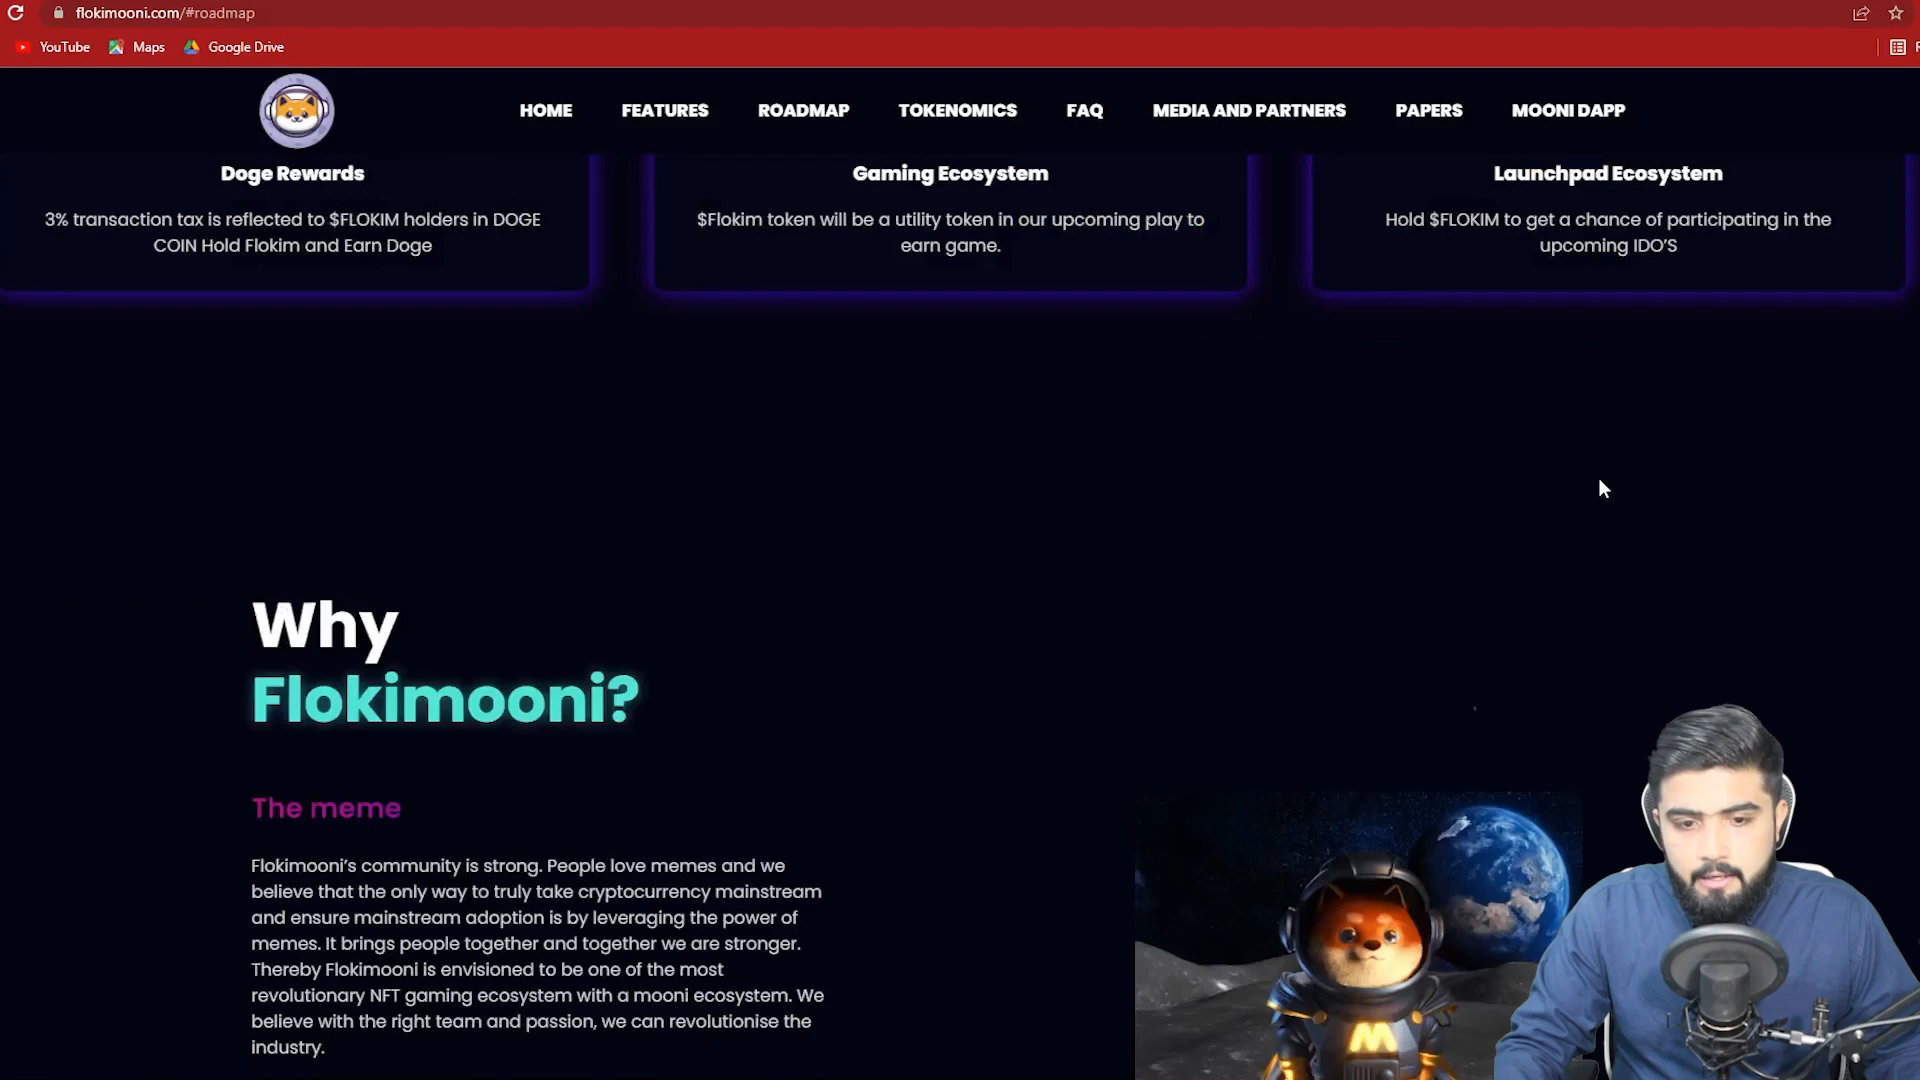 flokimooni.com/#roadmap
YouTube Maps Google Drive
HOME FEATURES ROADMAP TOKENOMICS FAQ MEDIA AND PARTNERS PAPERS MOONI DAPP
Doge Rewards
3% transaction tax is reflected to $FLOKIM holders in DOGE
COIN Hold Flokim and Earn Doge
Gaming Ecosystem
$Flokim token will be a utility token in our upcoming play to
earn game.
Launchpad Ecosystem
Hold $FLOKIM to get a chance of participating in the
upcoming IDO'S
Why
Flokimooni?
The meme
Flokimooni's community is strong. People love memes and we
believe that the only way to truly take cryptocurrency mainstream
and ensure mainstream adoption is by leveraging the power of
memes. It brings people together and together we are stronger.
Thereby Flokimooni is envisioned to be one of the most
revolutionary NFT gaming ecosystem with a mooni ecosystem. We
believe with the right team and passion, we can revolutionise the
industry.
M